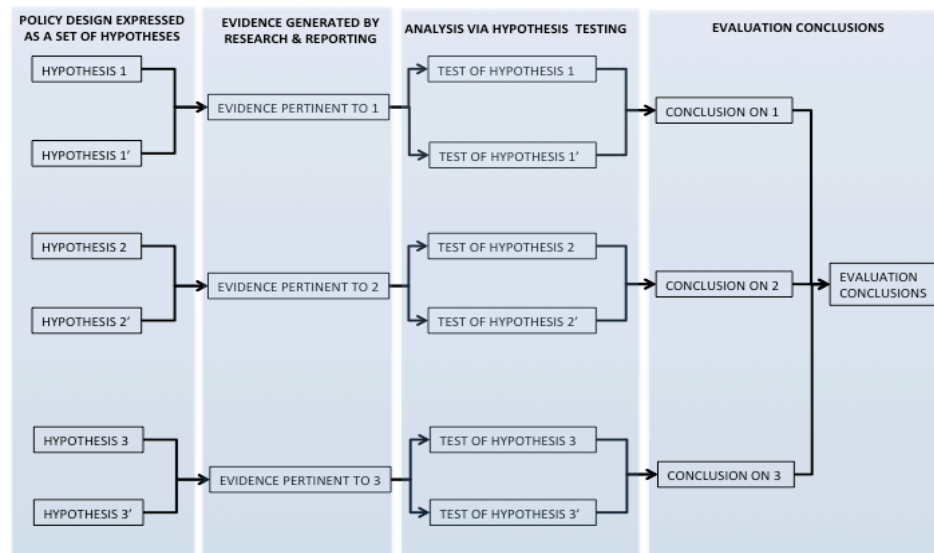 POLICY DESIGN EXPRESSED
AS A SET OF HYPOTHESES
EVIDENCE GENERATED BY
RESEARCH & REPORTING
ANALYSIS VIA HYPOTHESIS TESTING
EVALUATION CONCLUSIONS
HYPOTHESIS 1
HYPOTHESIS 1’
EVIDENCE PERTINENT TO 1
TEST OF HYPOTHESIS 1
TEST OF HYPOTHESIS 1’
CONCLUSION ON 1
HYPOTHESIS 2
HYPOTHESIS 2’
EVIDENCE PERTINENT TO 2
TEST OF HYPOTHESIS 2
TEST OF HYPOTHESIS 2’
CONCLUSION ON 2
EVALUATION
CONCLUSIONS
HYPOTHESIS 3
HYPOTHESIS 3’
EVIDENCE PERTINENT TO 3
TEST OF HYPOTHESIS 3
TEST OF HYPOTHESIS 3’
CONCLUSION ON 3